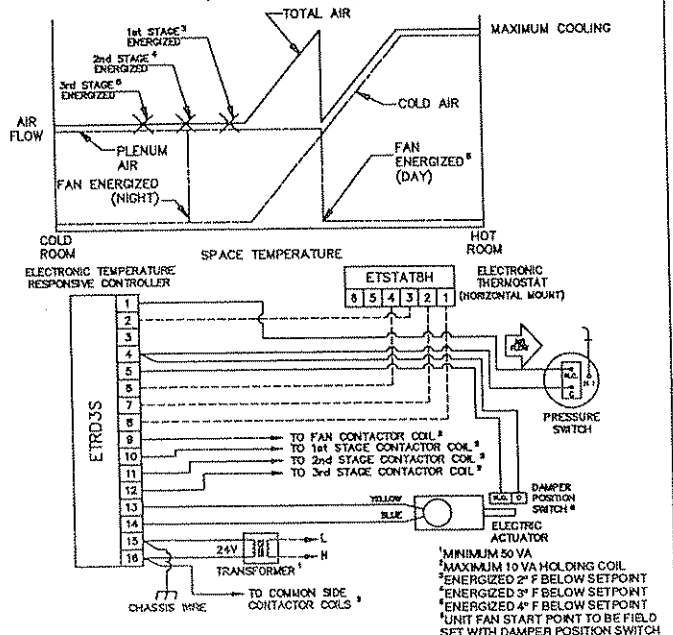 TOTAL AIR
1st STAGE³
ENERGIZED
MAXIMUM COOLING
2nd STAGE⁴
ENERGIZED
3rd STAGE⁵
ENERGIZED
COLD AIR
AIR
FLOW
PLENUM
AIR
FAN
ENERGIZED⁶
(DAY)
FAN ENERGIZED
(NIGHT)
COLD
ROOM
SPACE TEMPERATURE
HOT
ROOM
ELECTRONIC TEMPERATURE
RESPONSIVE CONTROLLER
ETSTAT8H
ELECTRONIC
THERMOSTAT
(HORIZONTAL MOUNT)
6 5 4 3 2 1
1
2
3
4
5
6
7
8
9
10
11
12
13
14
15
16
ETRD3S
AIR
FLOW
N.O.
C
PRESSURE
SWITCH
TO FAN CONTACTOR COIL²
TO 1st STAGE CONTACTOR COIL²
TO 2nd STAGE CONTACTOR COIL²
TO 3rd STAGE CONTACTOR COIL²
YELLOW
BLUE
N.O.
DAMPER
POSITION
SWITCH⁶
ELECTRIC
ACTUATOR
24V
L
H
TRANSFORMER¹
CHASSIS WIRE
TO COMMON SIDE
CONTACTOR COILS²
¹MINIMUM 50 VA
²MAXIMUM 10 VA HOLDING COIL
³ENERGIZED 2° F BELOW SETPOINT
⁴ENERGIZED 3° F BELOW SETPOINT
⁵ENERGIZED 4° F BELOW SETPOINT
⁶UNIT FAN START POINT TO BE FIELD
SET WITH DAMPER POSITION SWITCH